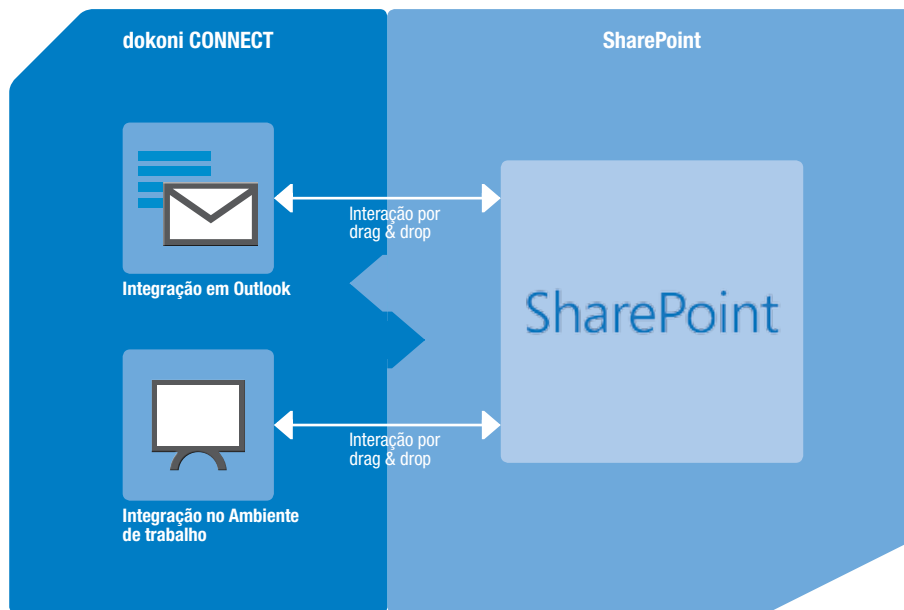 dokoni CONNECT
SharePoint
Interação por
drag & drop
Integração em Outlook
SharePoint
Interação por
drag & drop
Integração no Ambiente
de trabalho